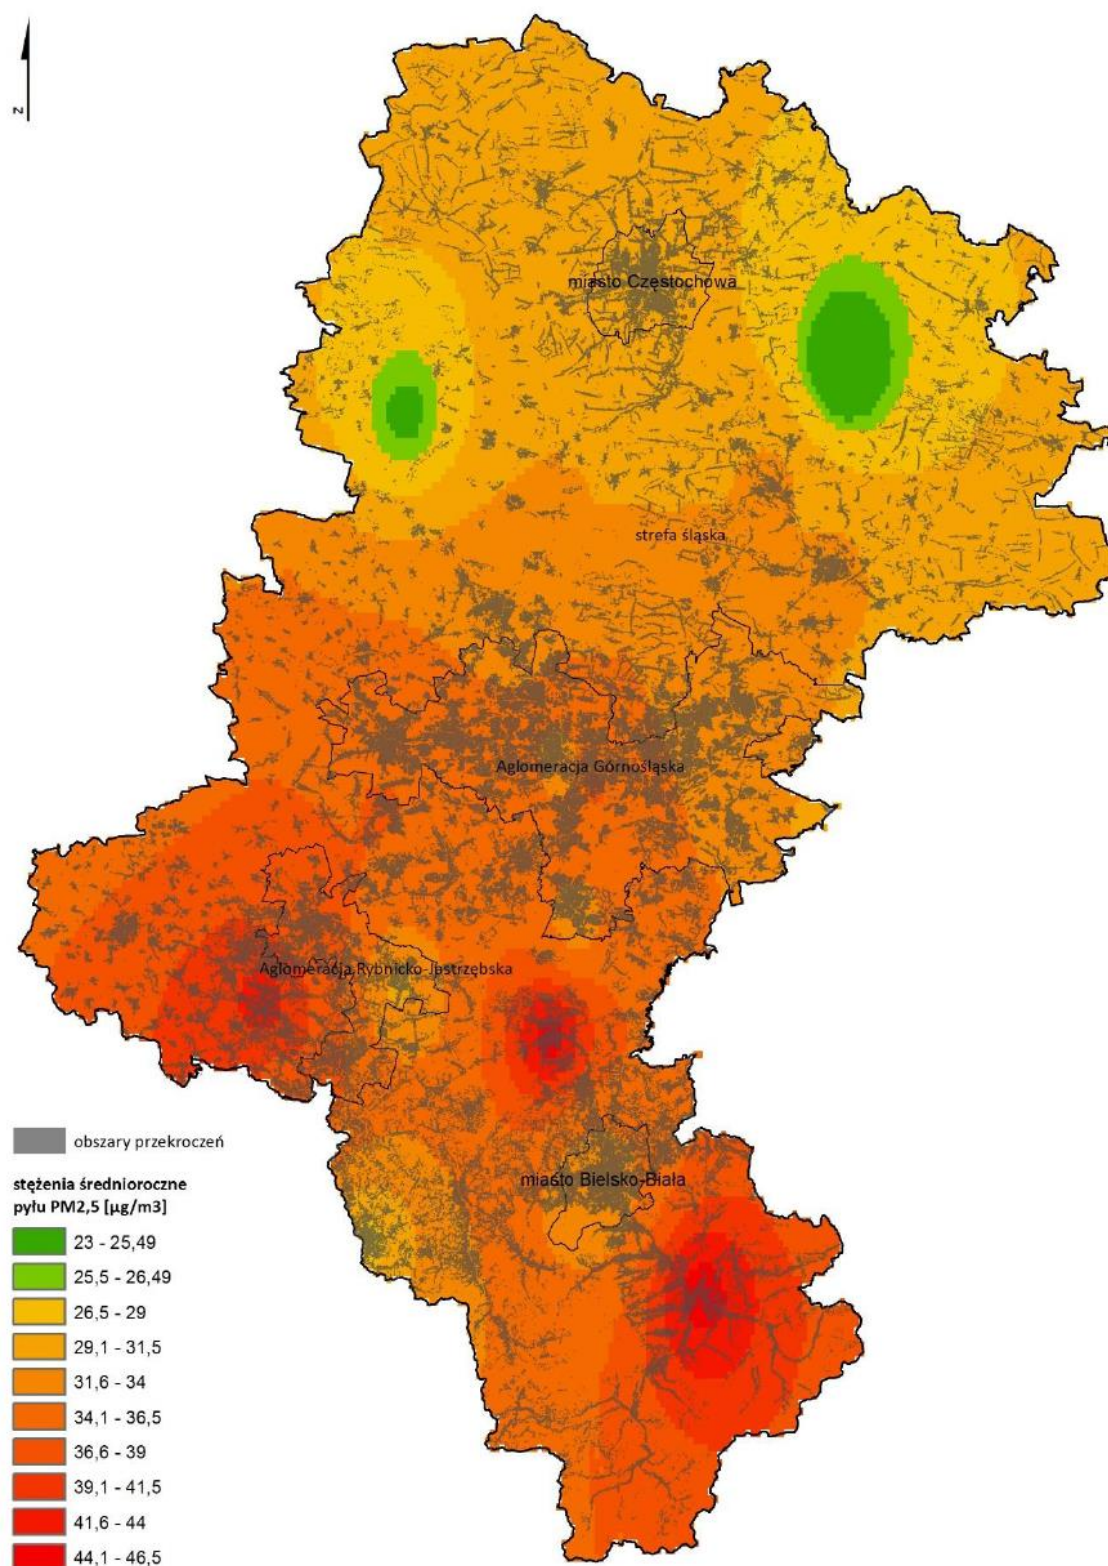 N
miasto Częstochowa
strefa śląska
Aglomeracja Górnośląska
Aglomeracja Rybnicko-Jastrzębska
miasto Bielsko-Biała
obszary przekroczeń
stężenia średnioroczne
pyłu PM2,5 [µg/m3]
23 - 25,49
25,5 - 26,49
26,5 - 29
29,1 - 31,5
31,6 - 34
34,1 - 36,5
36,6 - 39
39,1 - 41,5
41,6 - 44
44,1 - 46,5